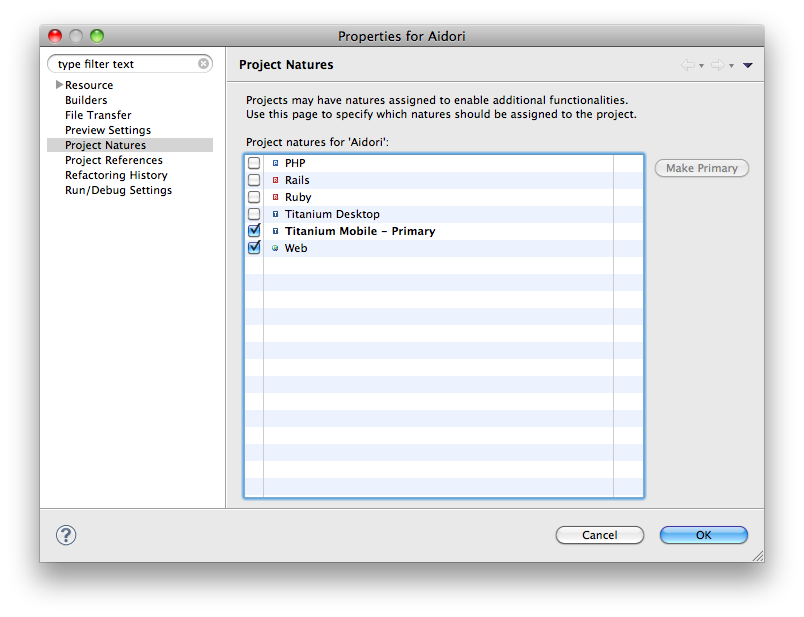 Properties for Aidori
type filter text
Resource
Builders
File Transfer
Preview Settings
Project Natures
Project References
Refactoring History
Run/Debug Settings
Project Natures
Projects may have natures assigned to enable additional functionalities.
Use this page to specify which natures should be assigned to the project.
Project natures for 'Aidori':
PHP
Rails
Ruby
Titanium Desktop
Titanium Mobile - Primary
Web
Make Primary
?
Cancel
OK